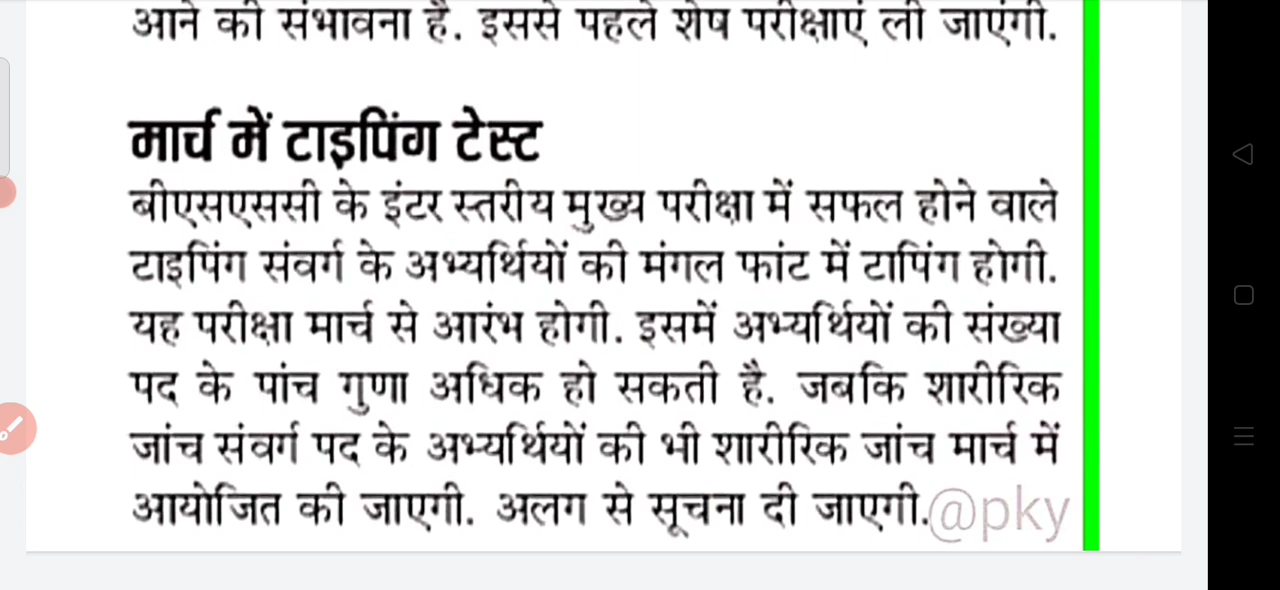 आने की संभावना है. इससे पहले शेष परीक्षाएं ली जाएंगी.
मार्च में टाइपिंग टेस्ट
बीएसएससी के इंटर स्तरीय मुख्य परीक्षा में सफल होने वाले
टाइपिंग संवर्ग के अभ्यर्थियों की मंगल फांट में टापिंग होगी.
यह परीक्षा मार्च से आरंभ होगी. इसमें अभ्यर्थियों की संख्या
पद के पांच गुणा अधिक हो सकती है. जबकि शारीरिक
जांच संवर्ग पद के अभ्यर्थियों की भी शारीरिक जांच मार्च में
आयोजित की जाएगी. अलग से सूचना दी जाएगी.@pky